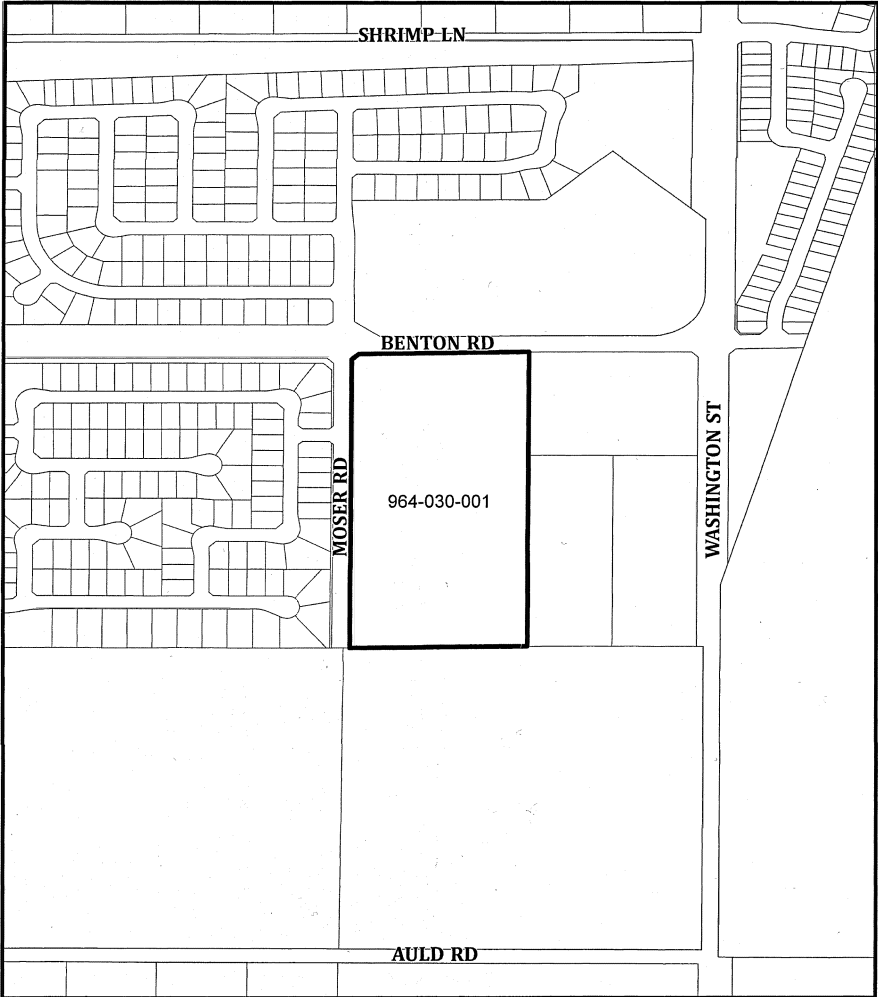 SHRIMP LN
BENTON RD
MOSER RD
964-030-001
WASHINGTON ST
AULD RD